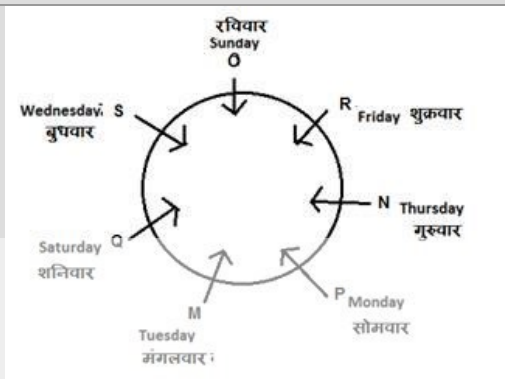 रविवार
Sunday
O
Wednesday. S
बुधवार
R Friday शुक्रवार
N Thursday
गुरुवार
Saturday Q
शनिवार
P Monday
सोमवार
M
Tuesday
मंगलवार :